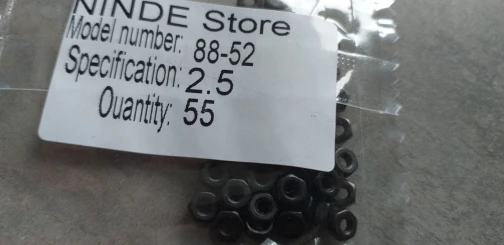 NINDE Store
Model number: 88-52
Specification: 2.5
Quantity: 55